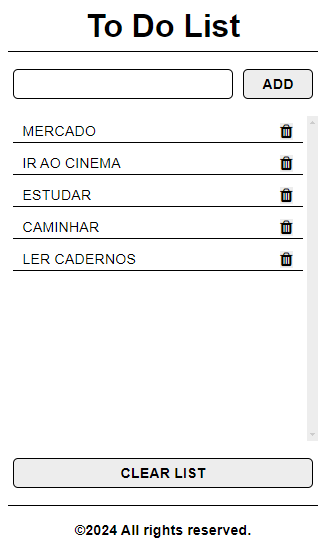 To Do List
ADD
MERCADO
IR AO CINEMA
ESTUDAR
CAMINHAR
LER CADERNOS
CLEAR LIST
©2024 All rights reserved.